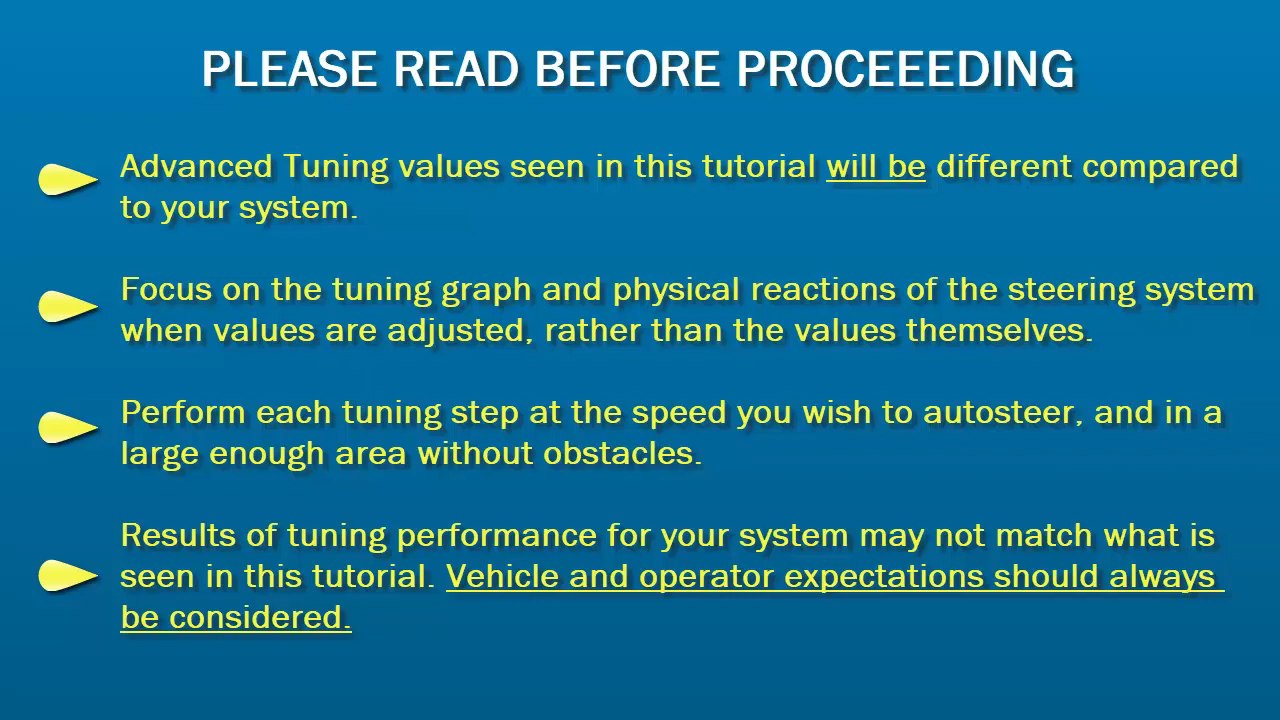 PLEASE READ BEFORE PROCEEEDING
Advanced Tuning values seen in this tutorial will be different compared
to your system.
Focus on the tuning graph and physical reactions of the steering system
when values are adjusted, rather than the values themselves.
Perform each tuning step at the speed you wish to autosteer, and in a
large enough area without obstacles.
Results of tuning performance for your system may not match what is
seen in this tutorial. Vehicle and operator expectations should always
be considered.